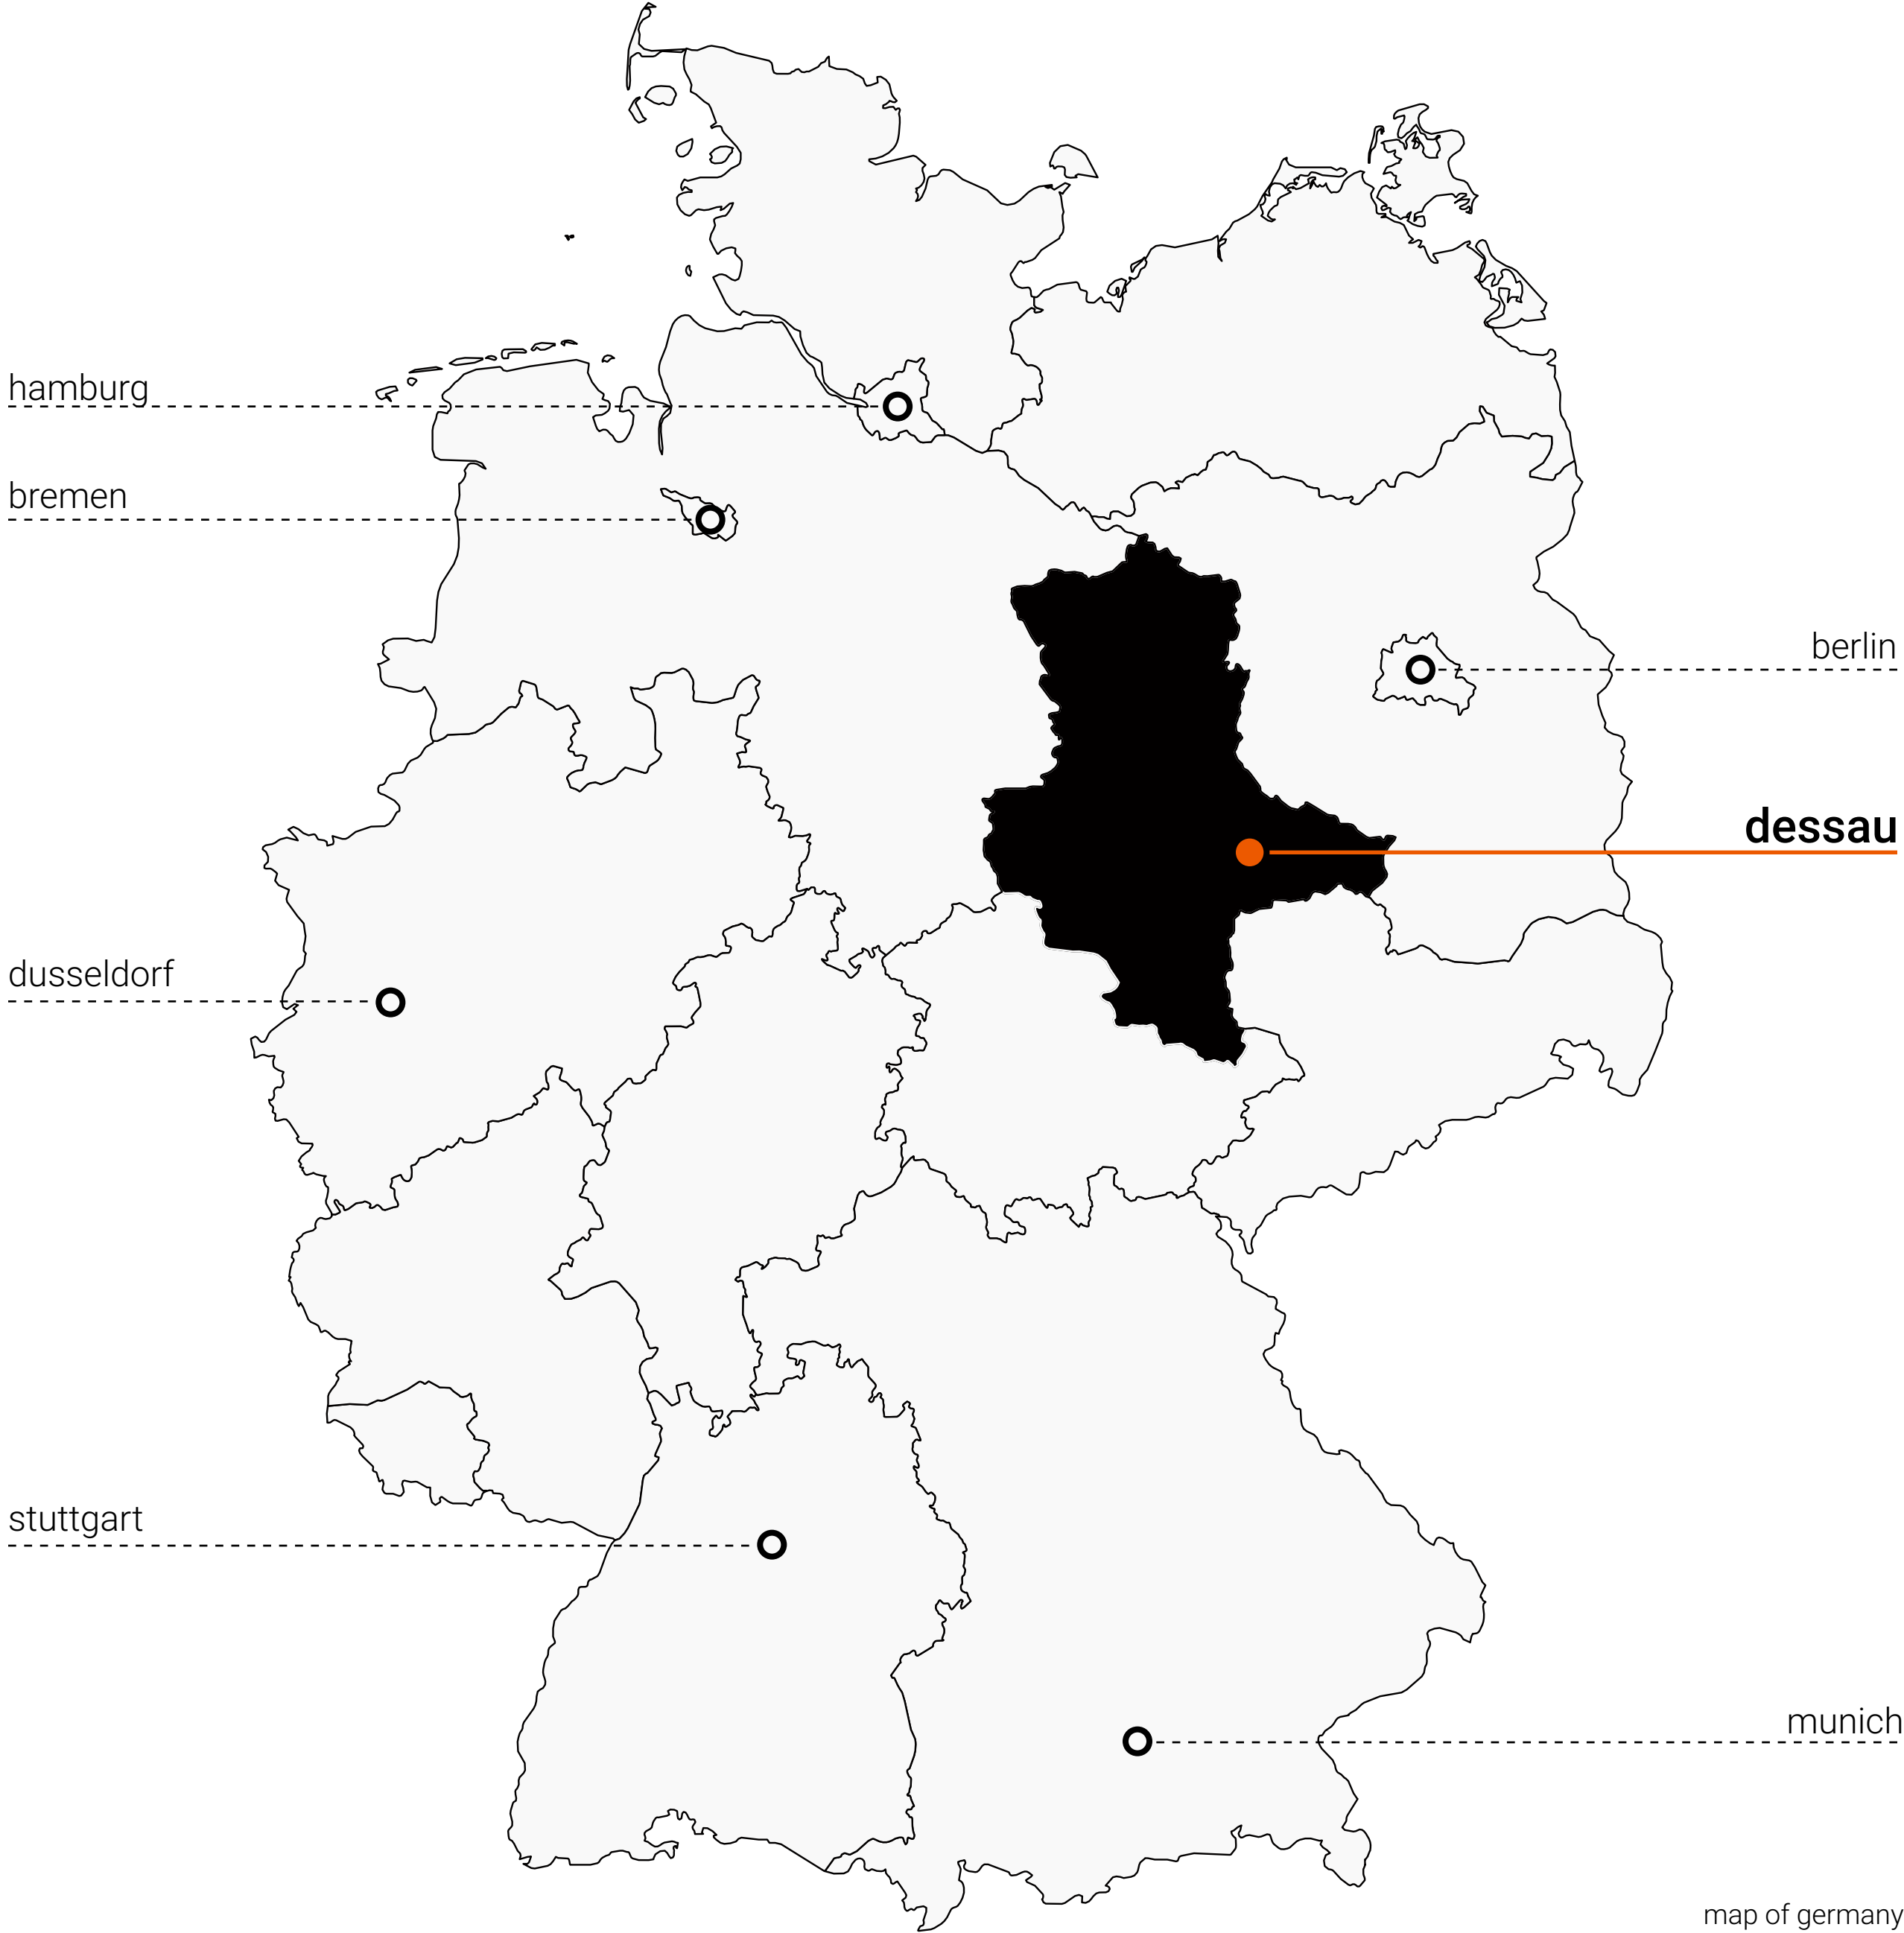 hamburg
bremen
berlin
dessau
dusseldorf
stuttgart
munich
map of germany